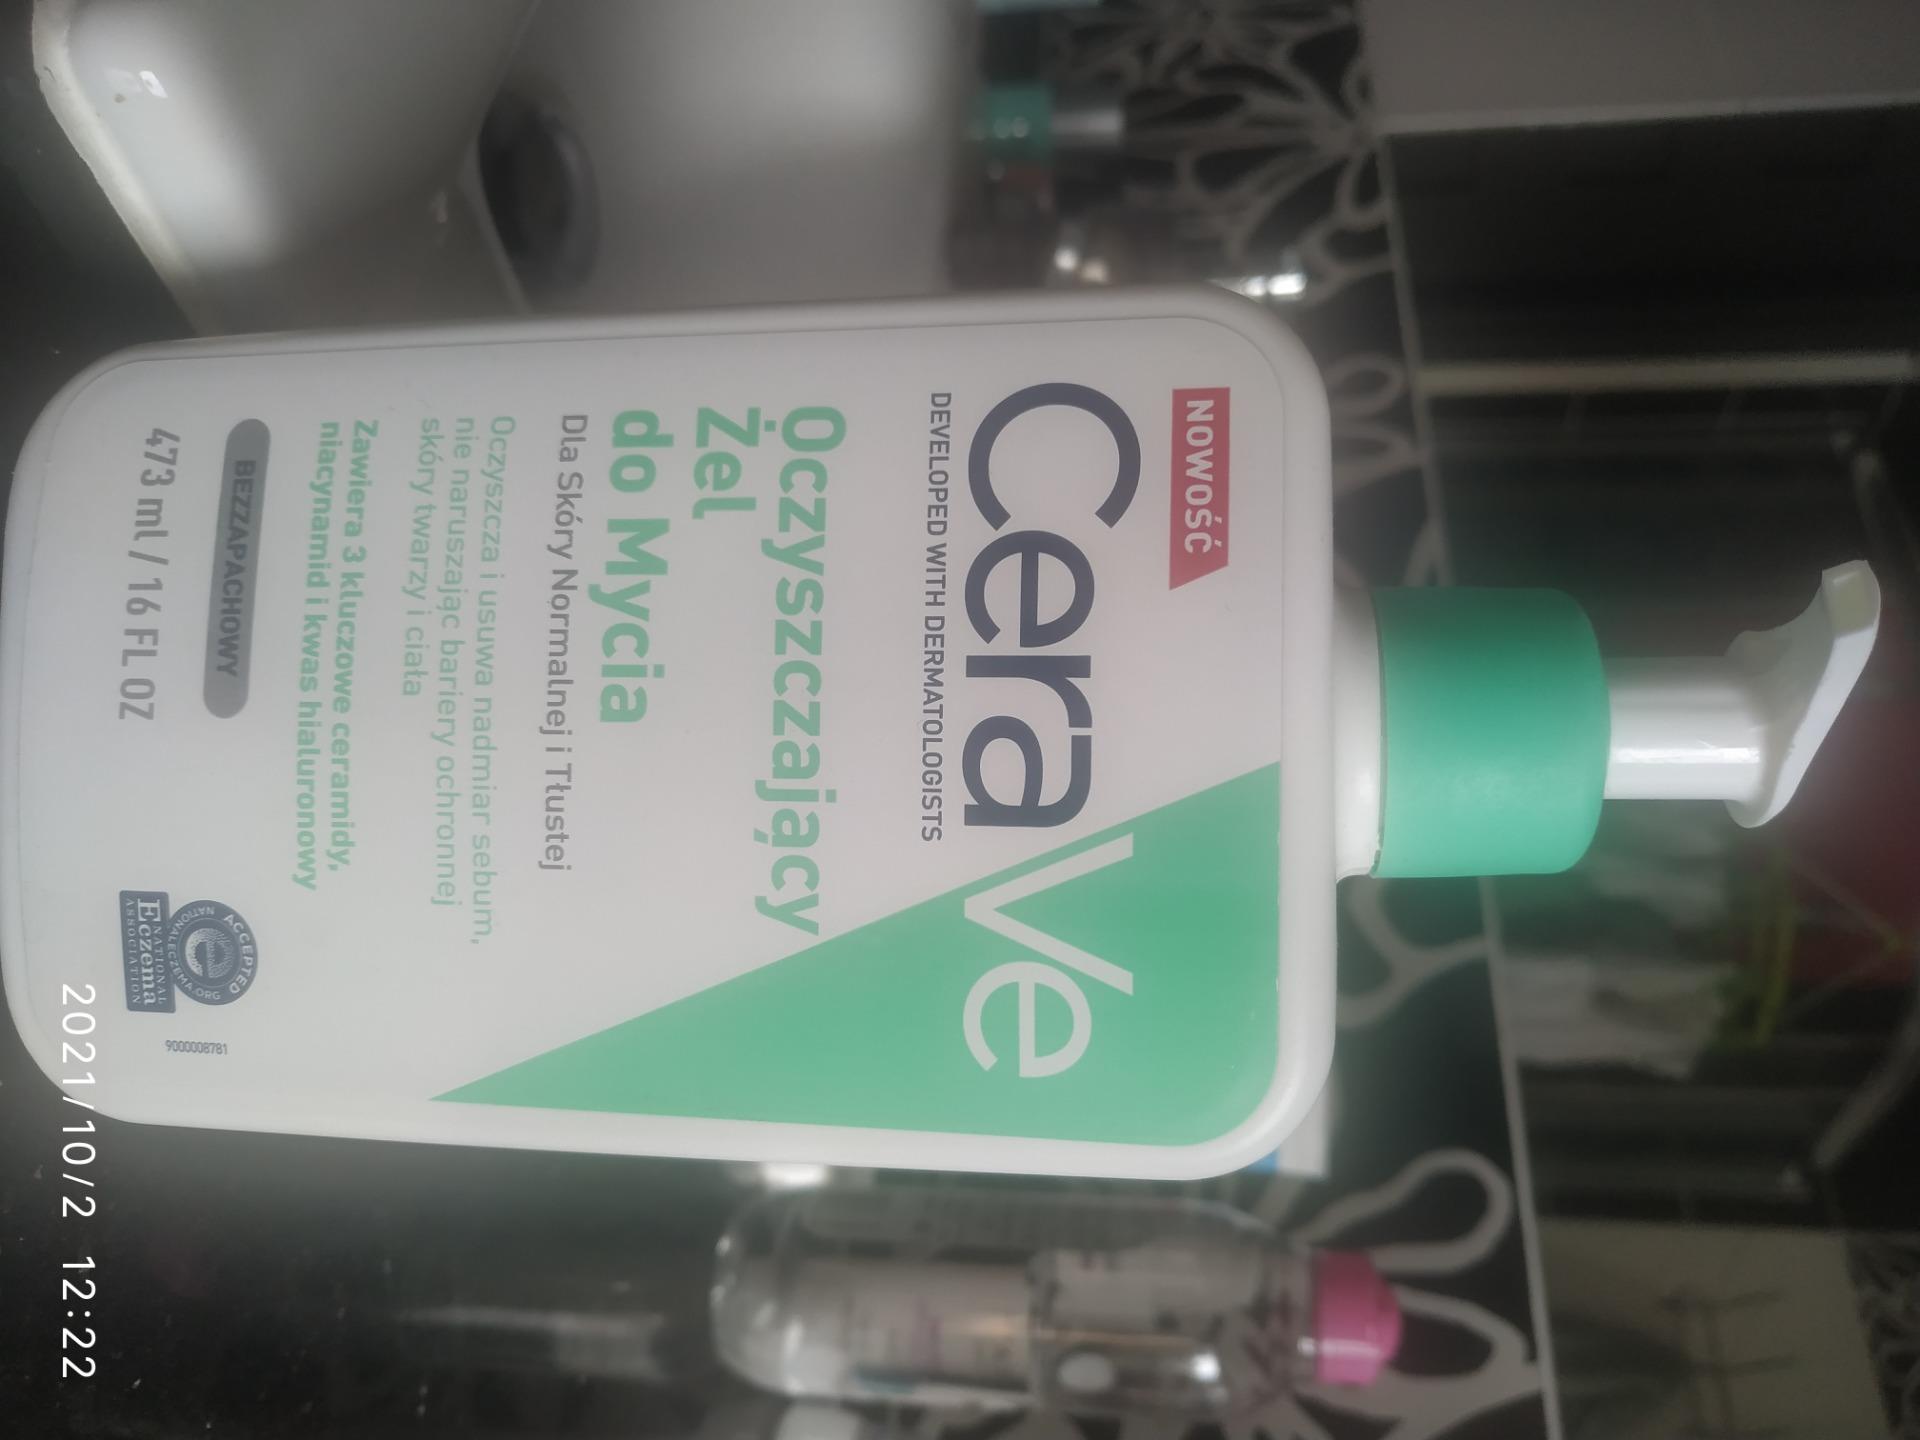 NOWOŚĆ
CeraVe
DEVELOPED WITH DERMATOLOGISTS
Oczyszczający
Żel
do Mycia
Dla Skóry Normalnej i Tłustej
Oczyszcza i usuwa nadmiar sebum,
nie naruszając bariery ochronnej
skóry twarzy i ciała
Zawiera 3 kluczowe ceramidy,
niacynamid i kwas hialuronowy
BEZZAPACHOWY
473 ml / 16 FL OZ
ACCEPTED
NATIONALECZEMA.ORG
NATIONAL
Eczema
ASSOCIATION
9000008781
2021/10/2 12:22